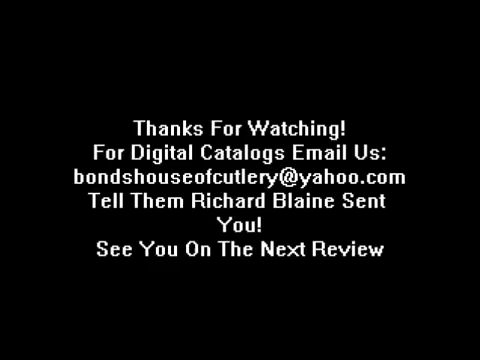 Thanks For Watching!
For Digital Catalogs Email Us:
bondshouseofcutlery@yahoo.com
Tell Them Richard Blaine Sent
You!
See You On The Next Review